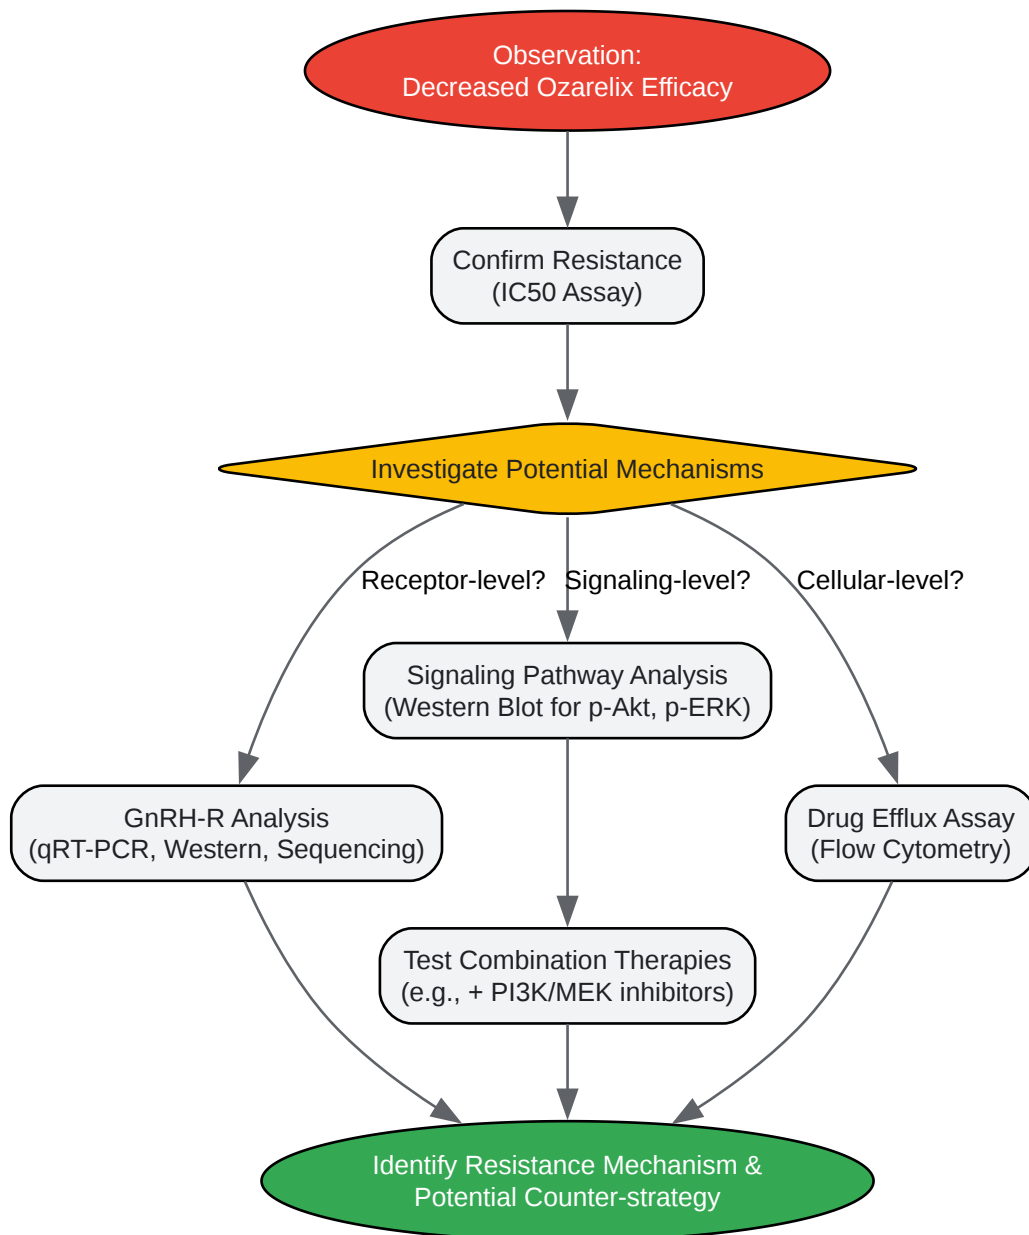 Observation:
Decreased Ozarelix Efficacy
Confirm Resistance
(IC50 Assay)
Investigate Potential Mechanisms
Receptor-level?
Signaling-level?
Cellular-level?
Signaling Pathway Analysis
(Western Blot for p-Akt, p-ERK)
GnRH-R Analysis
(qRT-PCR, Western, Sequencing)
Drug Efflux Assay
(Flow Cytometry)
Test Combination Therapies
(e.g., + PI3K/MEK inhibitors)
Identify Resistance Mechanism &
Potential Counter-strategy